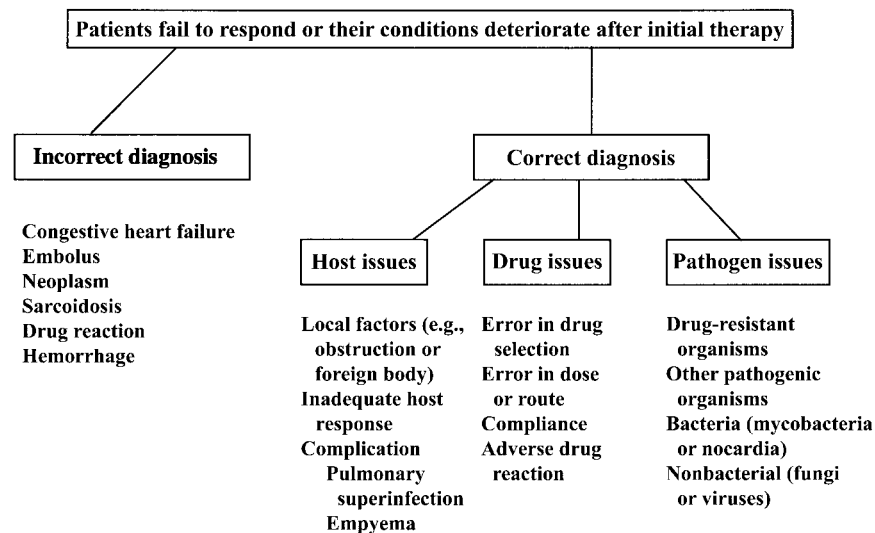 Patients fail to respond or their conditions deteriorate after initial therapy
Incorrect diagnosis
Congestive heart failure
Embolus
Neoplasm
Sarcoidosis
Drug reaction
Hemorrhage
Correct diagnosis
Host issues
Local factors (e.g.,
obstruction or
foreign body)
Inadequate host
response
Complication
Pulmonary
superinfection
Empyema
Drug issues
Error in drug
selection
Error in dose
or route
Compliance
Adverse drug
reaction
Pathogen issues
Drug-resistant
organisms
Other pathogenic
organisms
Bacteria (mycobacteria
or nocardia)
Nonbacterial (fungi
or viruses)